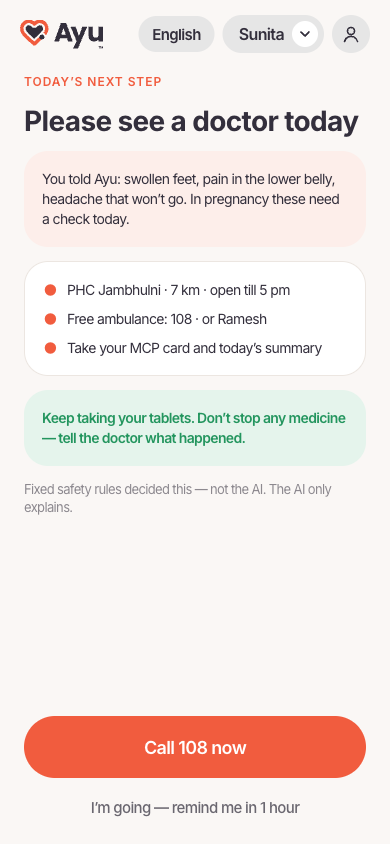 Ayu™
English
Sunita
TODAY’S NEXT STEP
Please see a doctor today
You told Ayu: swollen feet, pain in the lower belly,
headache that won’t go. In pregnancy these need
a check today.
PHC Jambhulni · 7 km · open till 5 pm
Free ambulance: 108 · or Ramesh
Take your MCP card and today’s summary
Keep taking your tablets. Don’t stop any medicine
— tell the doctor what happened.
Fixed safety rules decided this — not the AI. The AI only
explains.
Call 108 now
I’m going — remind me in 1 hour